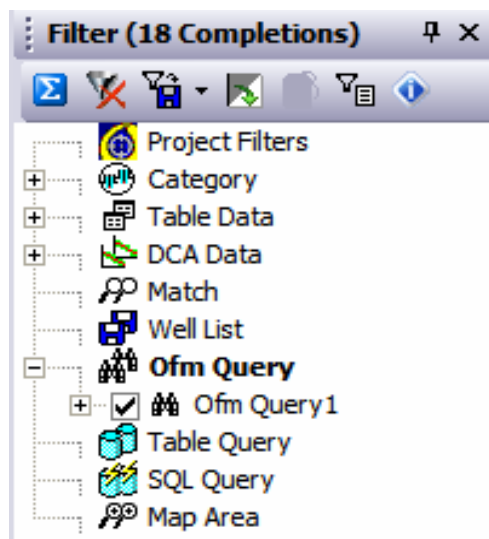 Filter (18 Completions)
Project Filters
Category
Table Data
DCA Data
Match
Well List
Ofm Query
Ofm Query1
Table Query
SQL Query
Map Area